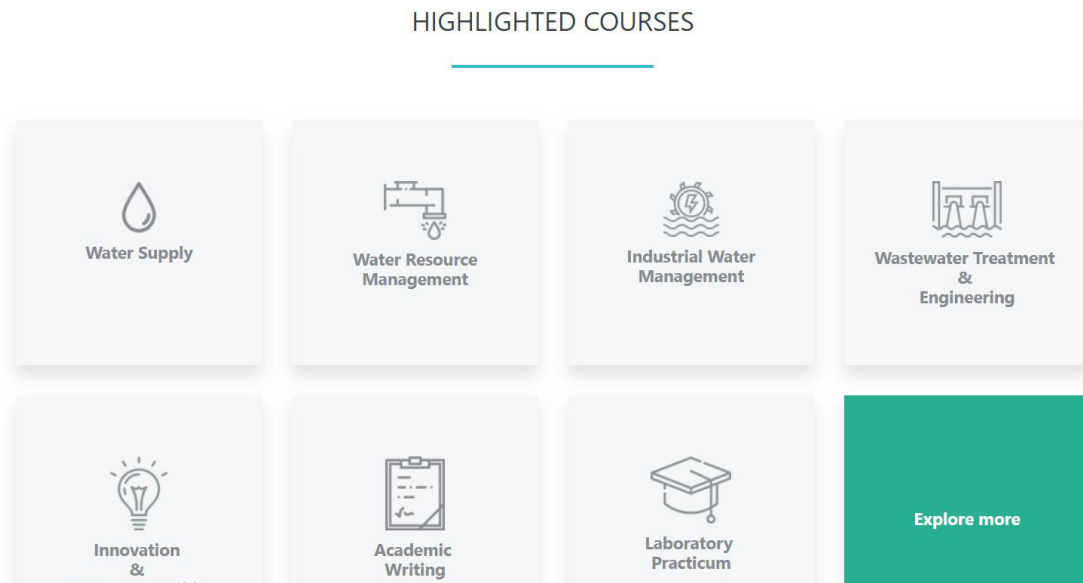 HIGHLIGHTED COURSES
Water Supply
Water Resource
Management
Industrial Water
Management
Wastewater Treatment
&
Engineering
Innovation
&
Academic
Writing
Laboratory
Practicum
Explore more